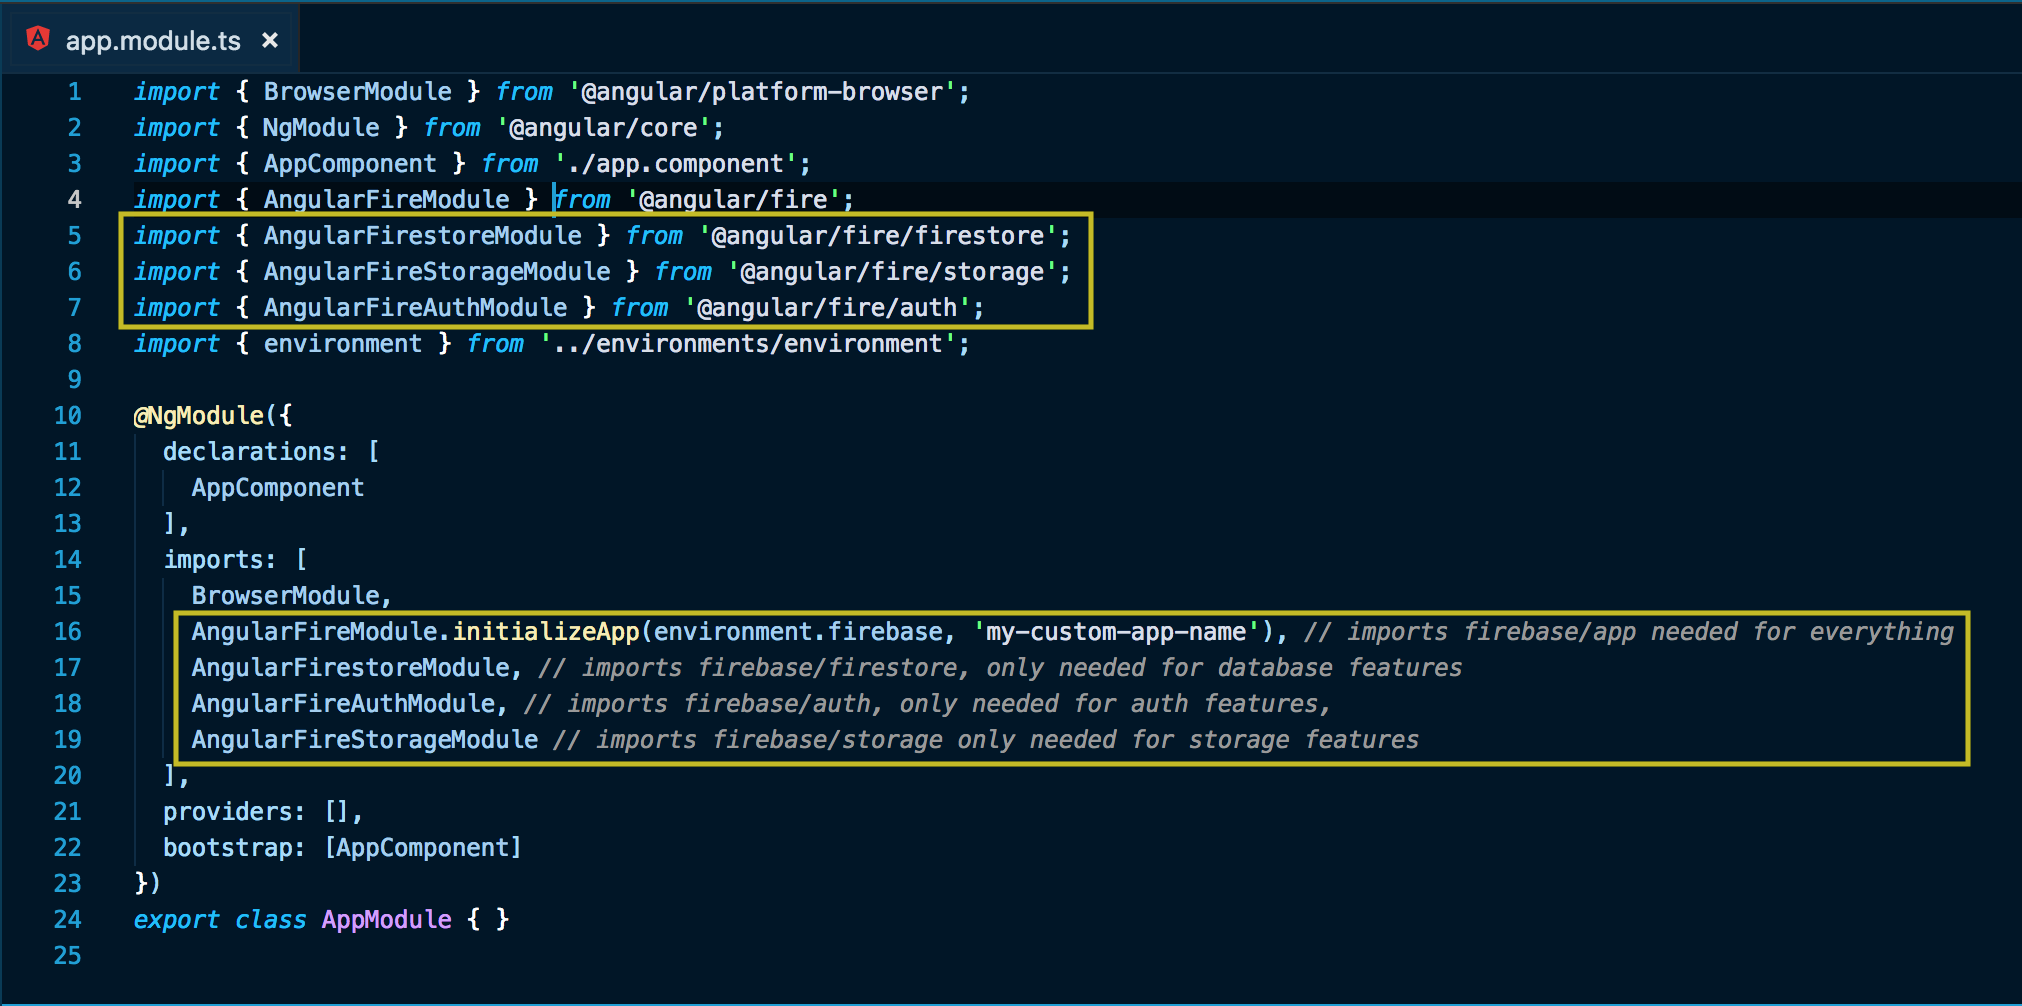 app.module.ts ×
1 import { BrowserModule } from '@angular/platform-browser';
2 import { NgModule } from '@angular/core';
3 import { AppComponent } from './app.component';
4 import { AngularFireModule } from '@angular/fire';
5 import { AngularFirestoreModule } from '@angular/fire/firestore';
6 import { AngularFireStorageModule } from '@angular/fire/storage';
7 import { AngularFireAuthModule } from '@angular/fire/auth';
8 import { environment } from '../environments/environment';
9
10 @NgModule({
11   declarations: [
12     AppComponent
13   ],
14   imports: [
15     BrowserModule,
16     AngularFireModule.initializeApp(environment.firebase, 'my-custom-app-name'), // imports firebase/app needed for everything
17     AngularFirestoreModule, // imports firebase/firestore, only needed for database features
18     AngularFireAuthModule, // imports firebase/auth, only needed for auth features,
19     AngularFireStorageModule // imports firebase/storage only needed for storage features
20   ],
21   providers: [],
22   bootstrap: [AppComponent]
23 })
24 export class AppModule { }
25